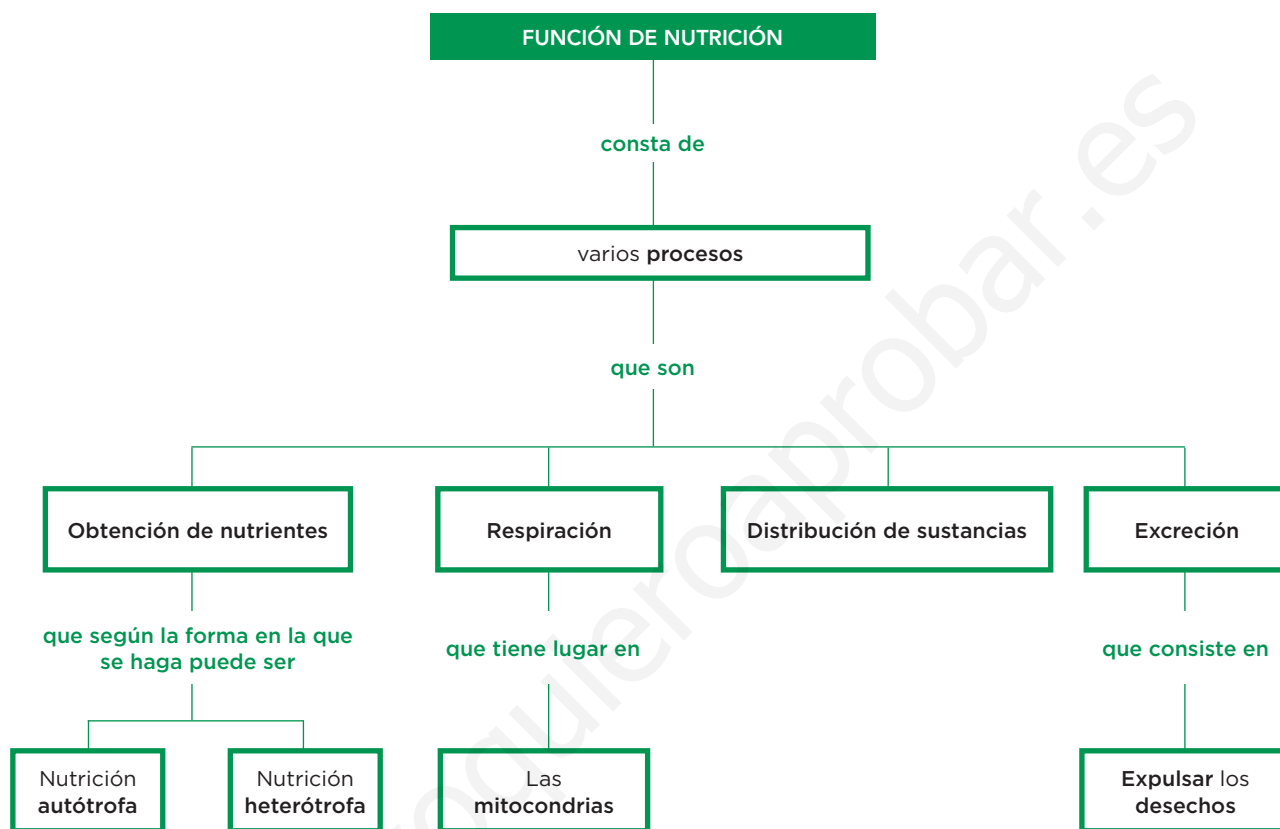 FUNCIÓN DE NUTRICIÓN
consta de
varios procesos
que son
Obtención de nutrientes
Respiración
Distribución de sustancias
Excreción
que según la forma en la que
se haga puede ser
que tiene lugar en
que consiste en
Nutrición
autótrofa
Nutrición
heterótrofa
Las
mitocondrias
Expulsar los
desechos
oquieroaprobar.es